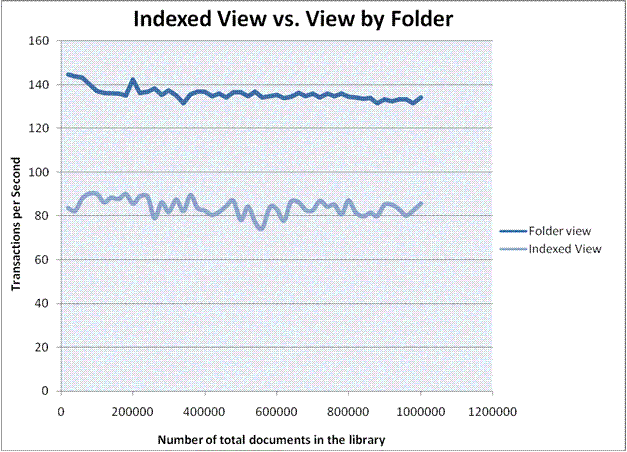 Indexed View vs. View by Folder
160
140
120
100
80
60
40
20
0
Transactions per Second
0 200000 400000 600000 800000 1000000 1200000
Number of total documents in the library
Folder view
Indexed View